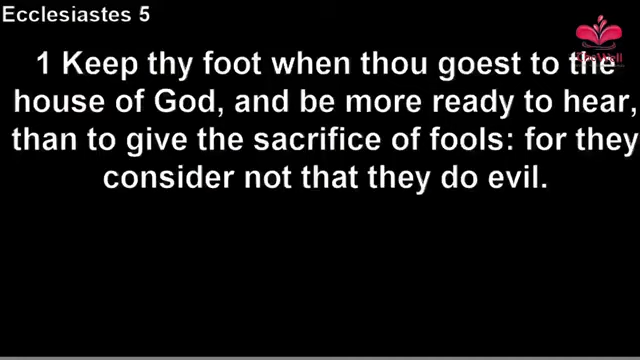 Ecclesiastes 5
1 Keep thy foot when thou goest to the
house of God, and be more ready to hear,
than to give the sacrifice of fools: for they
consider not that they do evil.